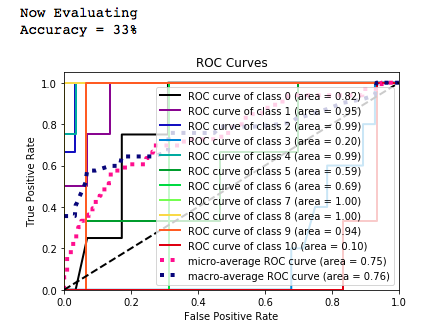 Now Evaluating
Accuracy = 33%
ROC Curves
True Positive Rate
1.0
0.8
0.6
0.4
0.2
0.0
ROC curve of class 0 (area = 0.82)
ROC curve of class 1 (area = 0.95)
ROC curve of class 2 (area = 0.99)
ROC curve of class 3 (area = 0.20)
ROC curve of class 4 (area = 0.99)
ROC curve of class 5 (area = 0.59)
ROC curve of class 6 (area = 0.69)
ROC curve of class 7 (area = 1.00)
ROC curve of class 8 (area = 1.00)
ROC curve of class 9 (area = 0.94)
ROC curve of class 10 (area = 0.10)
micro-average ROC curve (area = 0.75)
macro-average ROC curve (area = 0.76)
0.0 0.2 0.4 0.6 0.8 1.0
False Positive Rate